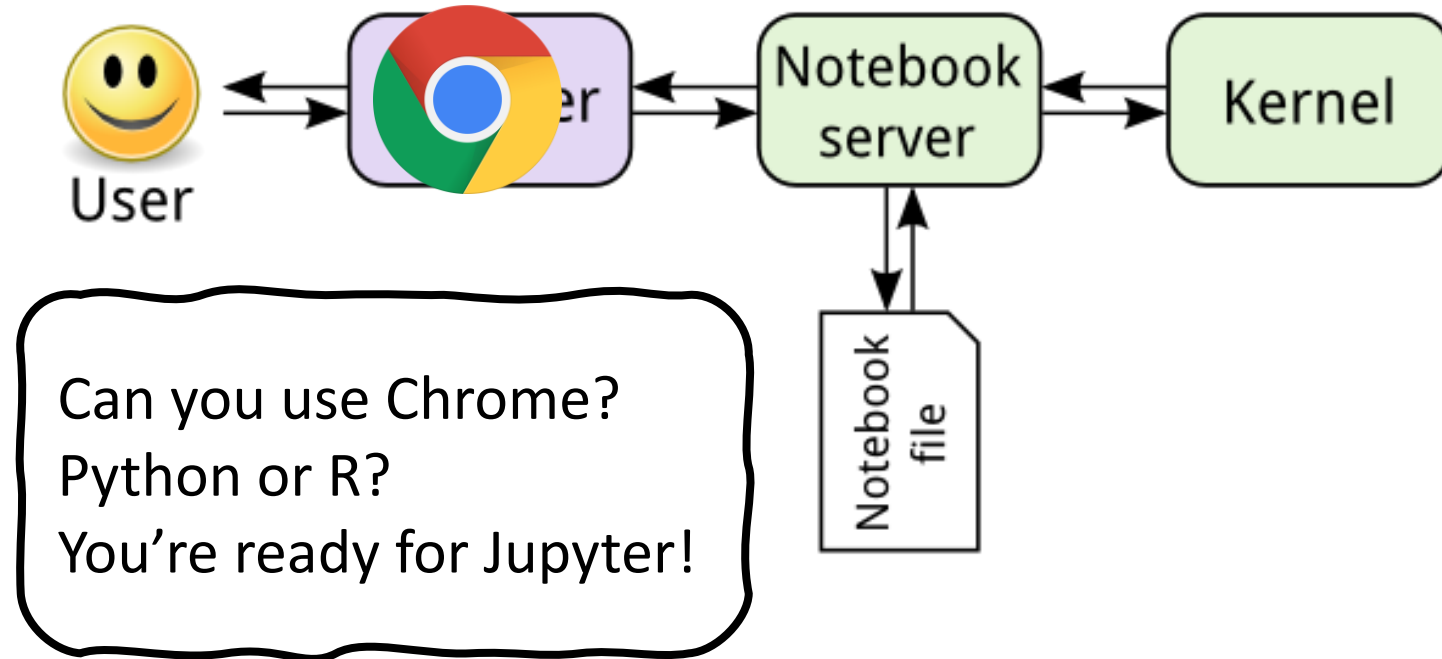 er
Notebook
server
Kernel
User
Notebook
file
Can you use Chrome?
Python or R?
You’re ready for Jupyter!